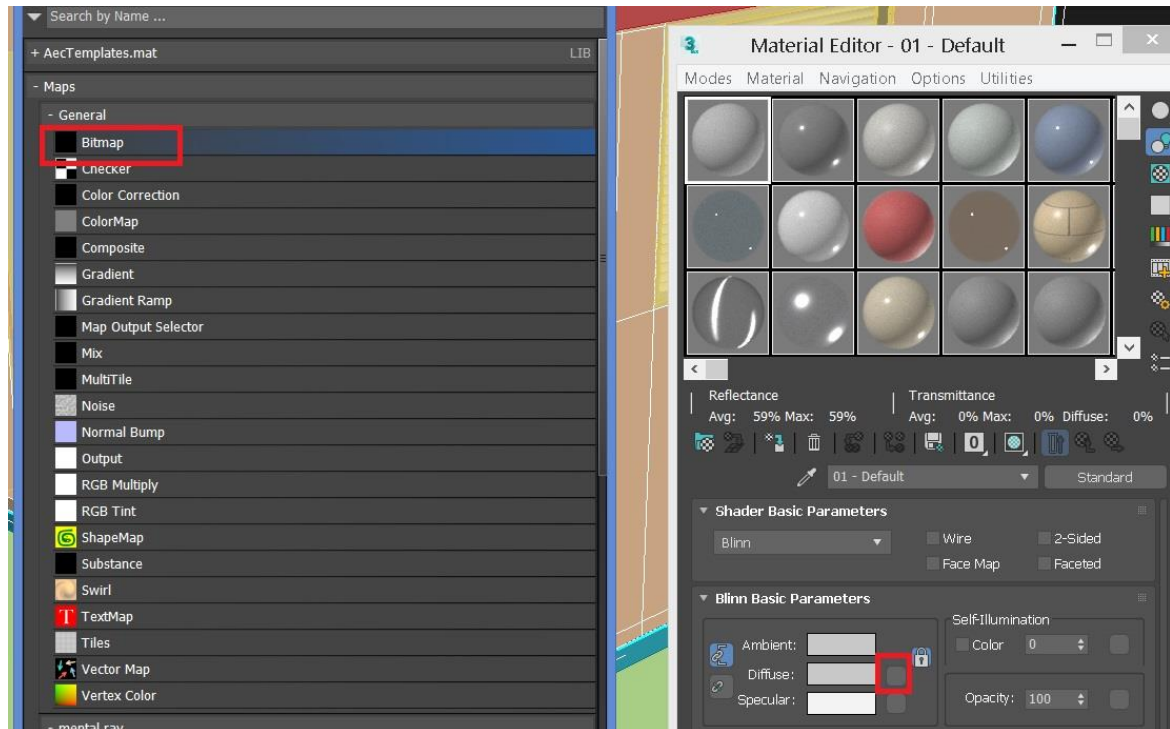 Search by Name ...
+ AecTemplates.mat LIB
- Maps
- General
Bitmap
Checker
Color Correction
ColorMap
Composite
Gradient
Gradient Ramp
Map Output Selector
Mix
MultiTile
Noise
Normal Bump
Output
RGB Multiply
RGB Tint
ShapeMap
Substance
Swirl
T TextMap
Tiles
Vector Map
Vertex Color
- mental ray
3 Material Editor - 01 - Default
Modes Material Navigation Options Utilities
Reflectance Transmittance
Avg: 59% Max: 59% Avg: 0% Max: 0% Diffuse: 0%
0
01 - Default Standard
Shader Basic Parameters
Blinn Wire 2-Sided
Face Map Faceted
Blinn Basic Parameters
Self-Illumination
Ambient: Color 0
Diffuse:
Specular: Opacity: 100